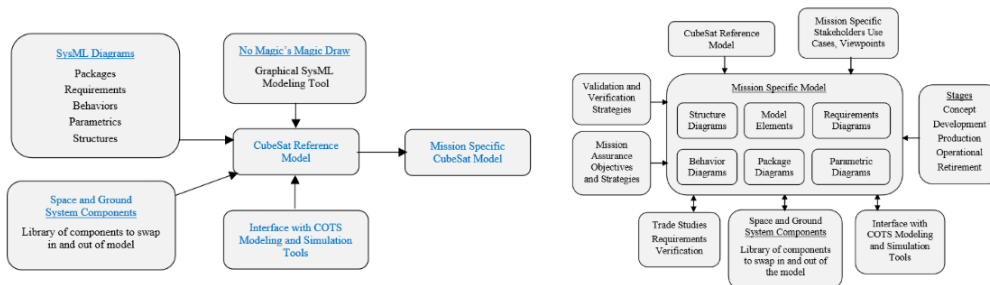 SysML Diagrams
Packages
Requirements
Behaviors
Parametrics
Structures
No Magic's Magic Draw
Graphical SysML
Modeling Tool
CubeSat Reference
Model
Mission Specific
CubeSat Model
Space and Ground
System Components
Library of components to swap
in and out of model
Interface with COTS
Modeling and Simulation
Tools
CubeSat Reference
Model
Mission Specific
Stakeholders Use
Cases, Viewpoints
Validation and
Verification
Strategies
Mission
Assurance
Objectives
and Strategies
Mission Specific Model
Structure
Diagrams
Model
Elements
Requirements
Diagrams
Behavior
Diagrams
Package
Diagrams
Parametric
Diagrams
Stages
Concept
Development
Production
Operational
Retirement
Trade Studies
Requirements
Verification
Space and Ground
System Components
Library of components
to swap in and out of
the model
Interface with
COTS Modeling
and Simulation
Tools